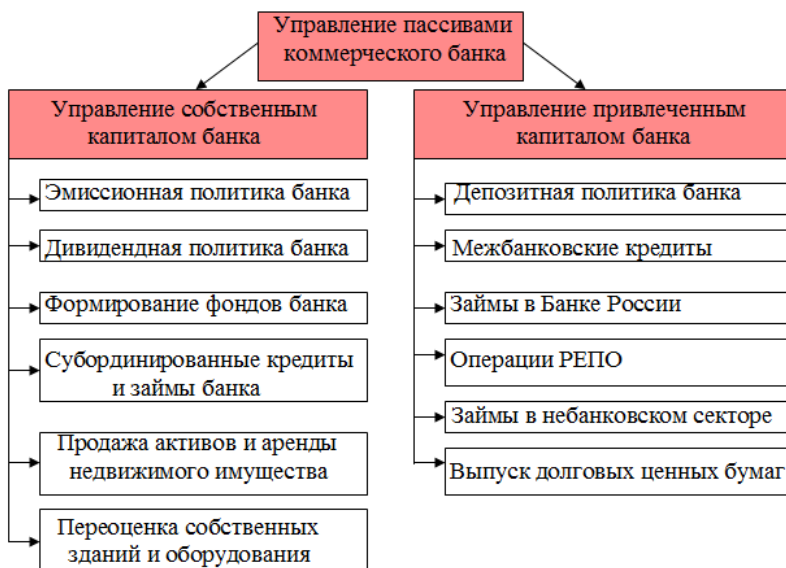 Управление пассивами
коммерческого банка
Управление собственным
капиталом банка
Эмиссионная политика банка
Дивидендная политика банка
Формирование фондов банка
Субординированные кредиты
и займы банка
Продажа активов и аренды
недвижимого имущества
Переоценка собственных
зданий и оборудования
Управление привлеченным
капиталом банка
Депозитная политика банка
Межбанковские кредиты
Займы в Банке России
Операции РЕПО
Займы в небанковском секторе
Выпуск долговых ценных бумаг